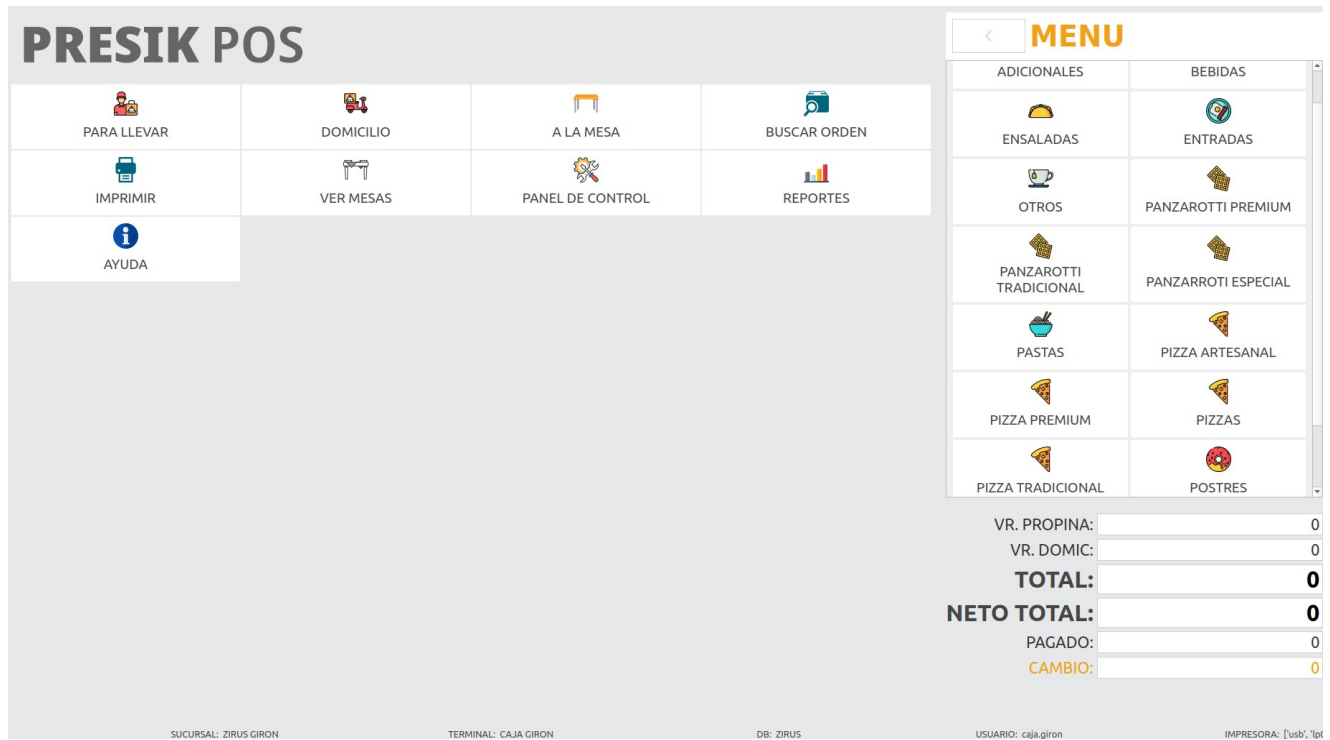 PRESIK POS
PARA LLEVAR
DOMICILIO
A LA MESA
BUSCAR ORDEN
IMPRIMIR
VER MESAS
PANEL DE CONTROL
REPORTES
AYUDA
MENU
ADICIONALES
BEBIDAS
ENSALADAS
ENTRADAS
OTROS
PANZAROTTI PREMIUM
PANZAROTTI
TRADICIONAL
PANZARROTI ESPECIAL
PASTAS
PIZZA ARTESANAL
PIZZA PREMIUM
PIZZAS
PIZZA TRADICIONAL
POSTRES
VR. PROPINA: 0
VR. DOMIC: 0
TOTAL: 0
NETO TOTAL: 0
PAGADO: 0
CAMBIO: 0
SUCURSAL: ZIRUS GIRON
TERMINAL: CAJA GIRON
DB: ZIRUS
USUARIO: caja.giron
IMPRESORA: ['usb',